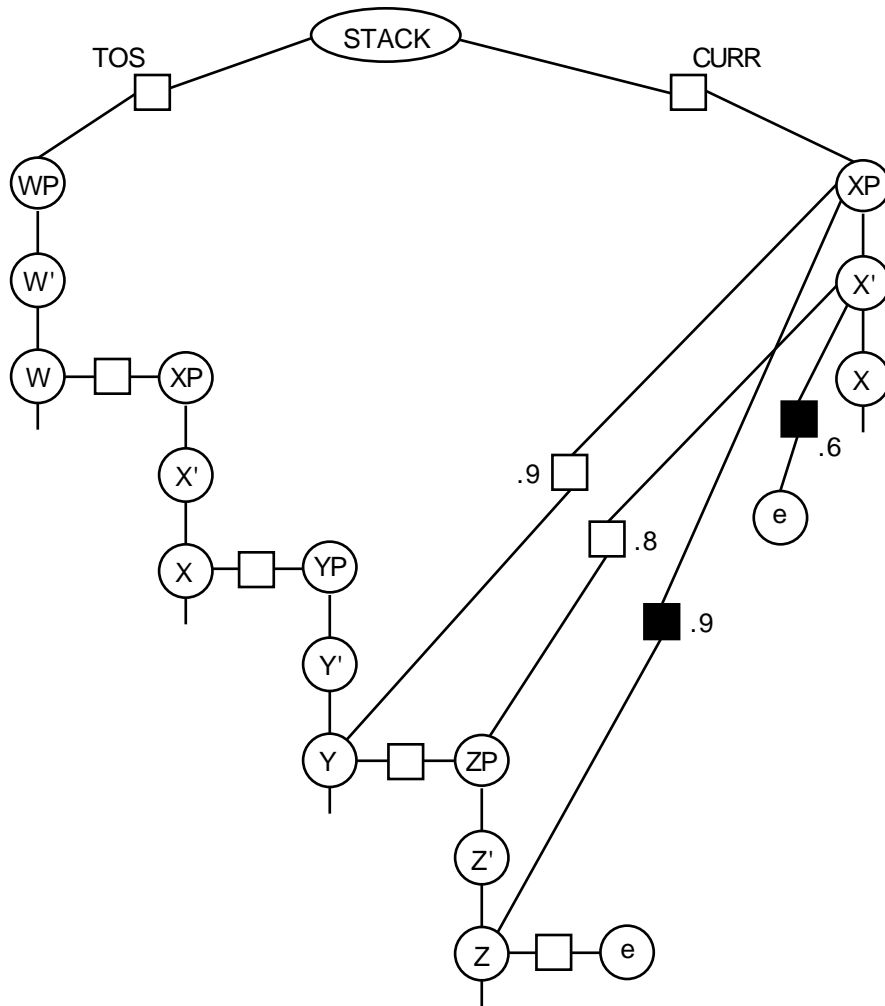 STACK
TOS
CURR
WP
XP
W'
X'
W
XP
X
.6
.9
X'
e
.8
X
YP
.9
Y'
Y
ZP
Z'
Z
e